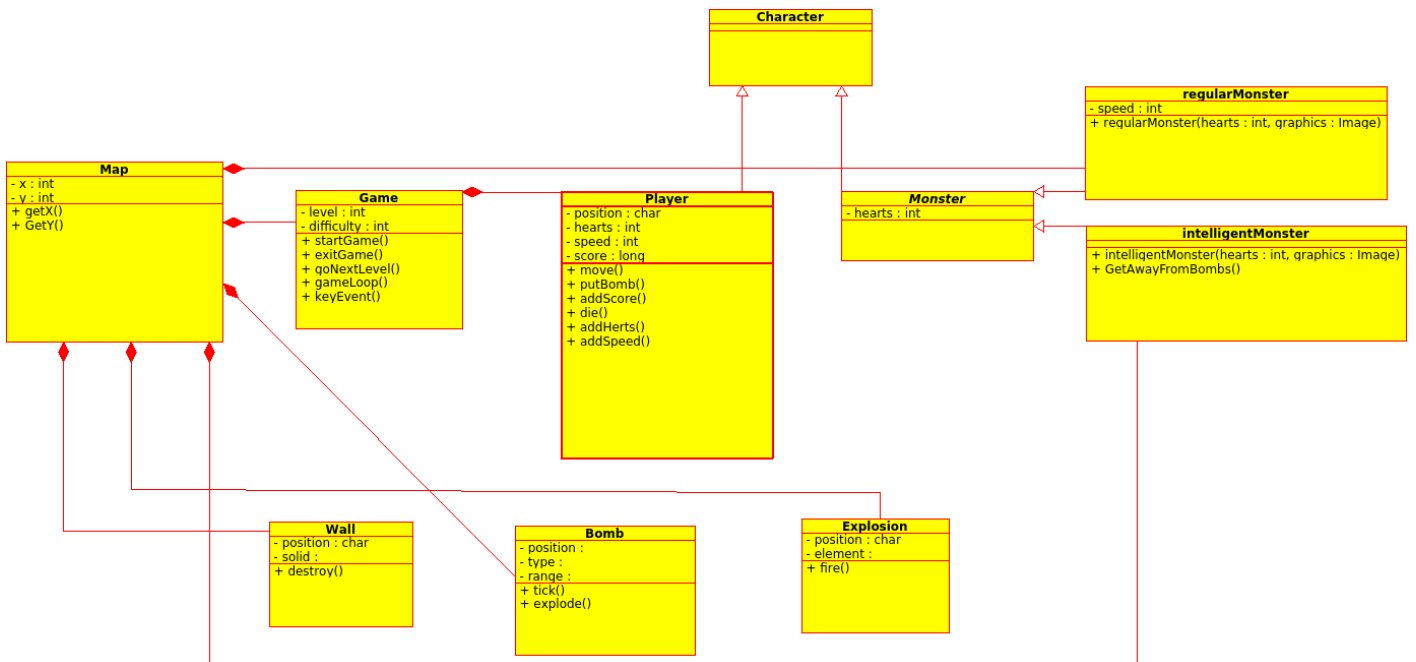 Character
regularMonster
- speed : int
+ regularMonster(hearts : int, graphics : Image)
Map
- x : int
- y : int
+ getX()
+ GetY()
Game
- level : int
- difficulty : int
+ startGame()
+ exitGame()
+ goNextLevel()
+ gameLoop()
+ keyEvent()
Player
- position : char
- hearts : int
- speed : int
- score : long
+ move()
+ putBomb()
+ addScore()
+ die()
+ addHerts()
+ addSpeed()
Monster
- hearts : int
intelligentMonster
+ intelligentMonster(hearts : int, graphics : Image)
+ GetAwayFromBombs()
Wall
- position : char
- solid :
+ destroy()
Bomb
- position :
- type :
- range :
+ tick()
+ explode()
Explosion
- position : char
- element :
+ fire()